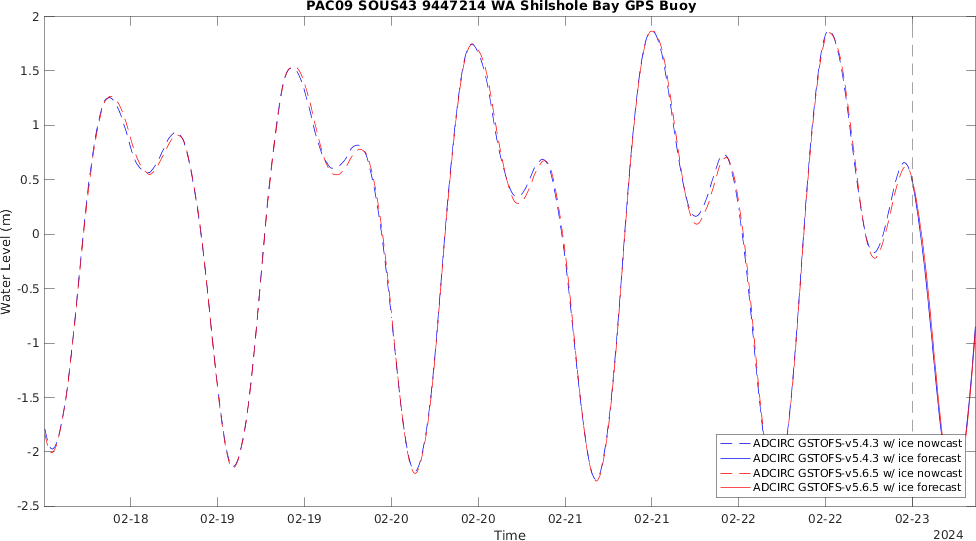 PAC09 SOUS43 9447214 WA Shilshole Bay GPS Buoy
2
1.5
1
0.5
0
-0.5
-1
-1.5
-2
-2.5
Water Level (m)
ADCIRC GSTOFS-v5.4.3 w/ ice nowcast
ADCIRC GSTOFS-v5.4.3 w/ ice forecast
ADCIRC GSTOFS-v5.6.5 w/ ice nowcast
ADCIRC GSTOFS-v5.6.5 w/ ice forecast
02-18 02-19 02-19 02-20 02-20 02-21 02-21 02-22 02-22 02-23
Time
2024